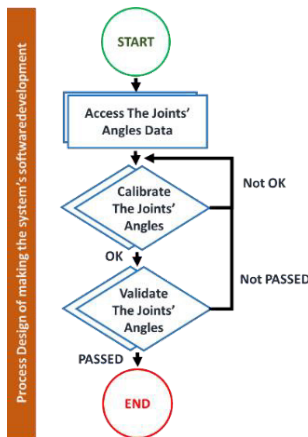 Process Design of making the system's softwaredevelopment
START
Access The Joints'
Angles Data
Calibrate
The Joints'
Angles
Not OK
OK
Validate
The Joints'
Angles
Not PASSED
PASSED
END